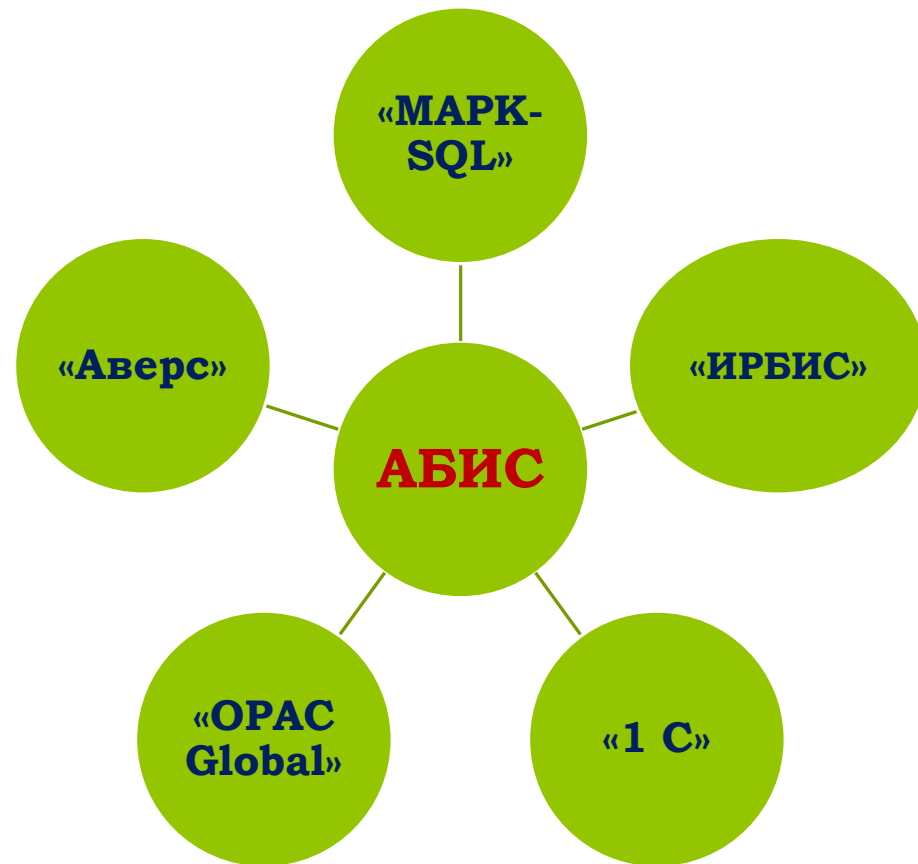 «МАРК-
SQL»
«Аверс»
«ИРБИС»
АБИС
«OPAC
Global»
«1 С»